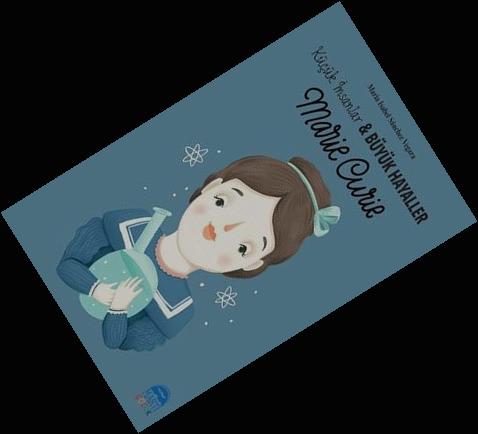 Maria Isabel Sánchez Vegara
Küçük İnsanlar
& BÜYÜK HAYALLER
Marie Curie